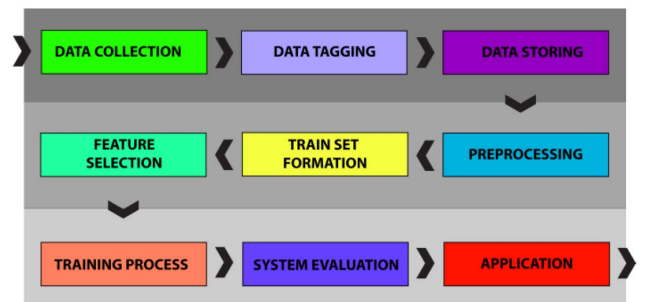 DATA COLLECTION
DATA TAGGING
DATA STORING
PREPROCESSING
TRAIN SET
FORMATION
FEATURE
SELECTION
TRAINING PROCESS
SYSTEM EVALUATION
APPLICATION